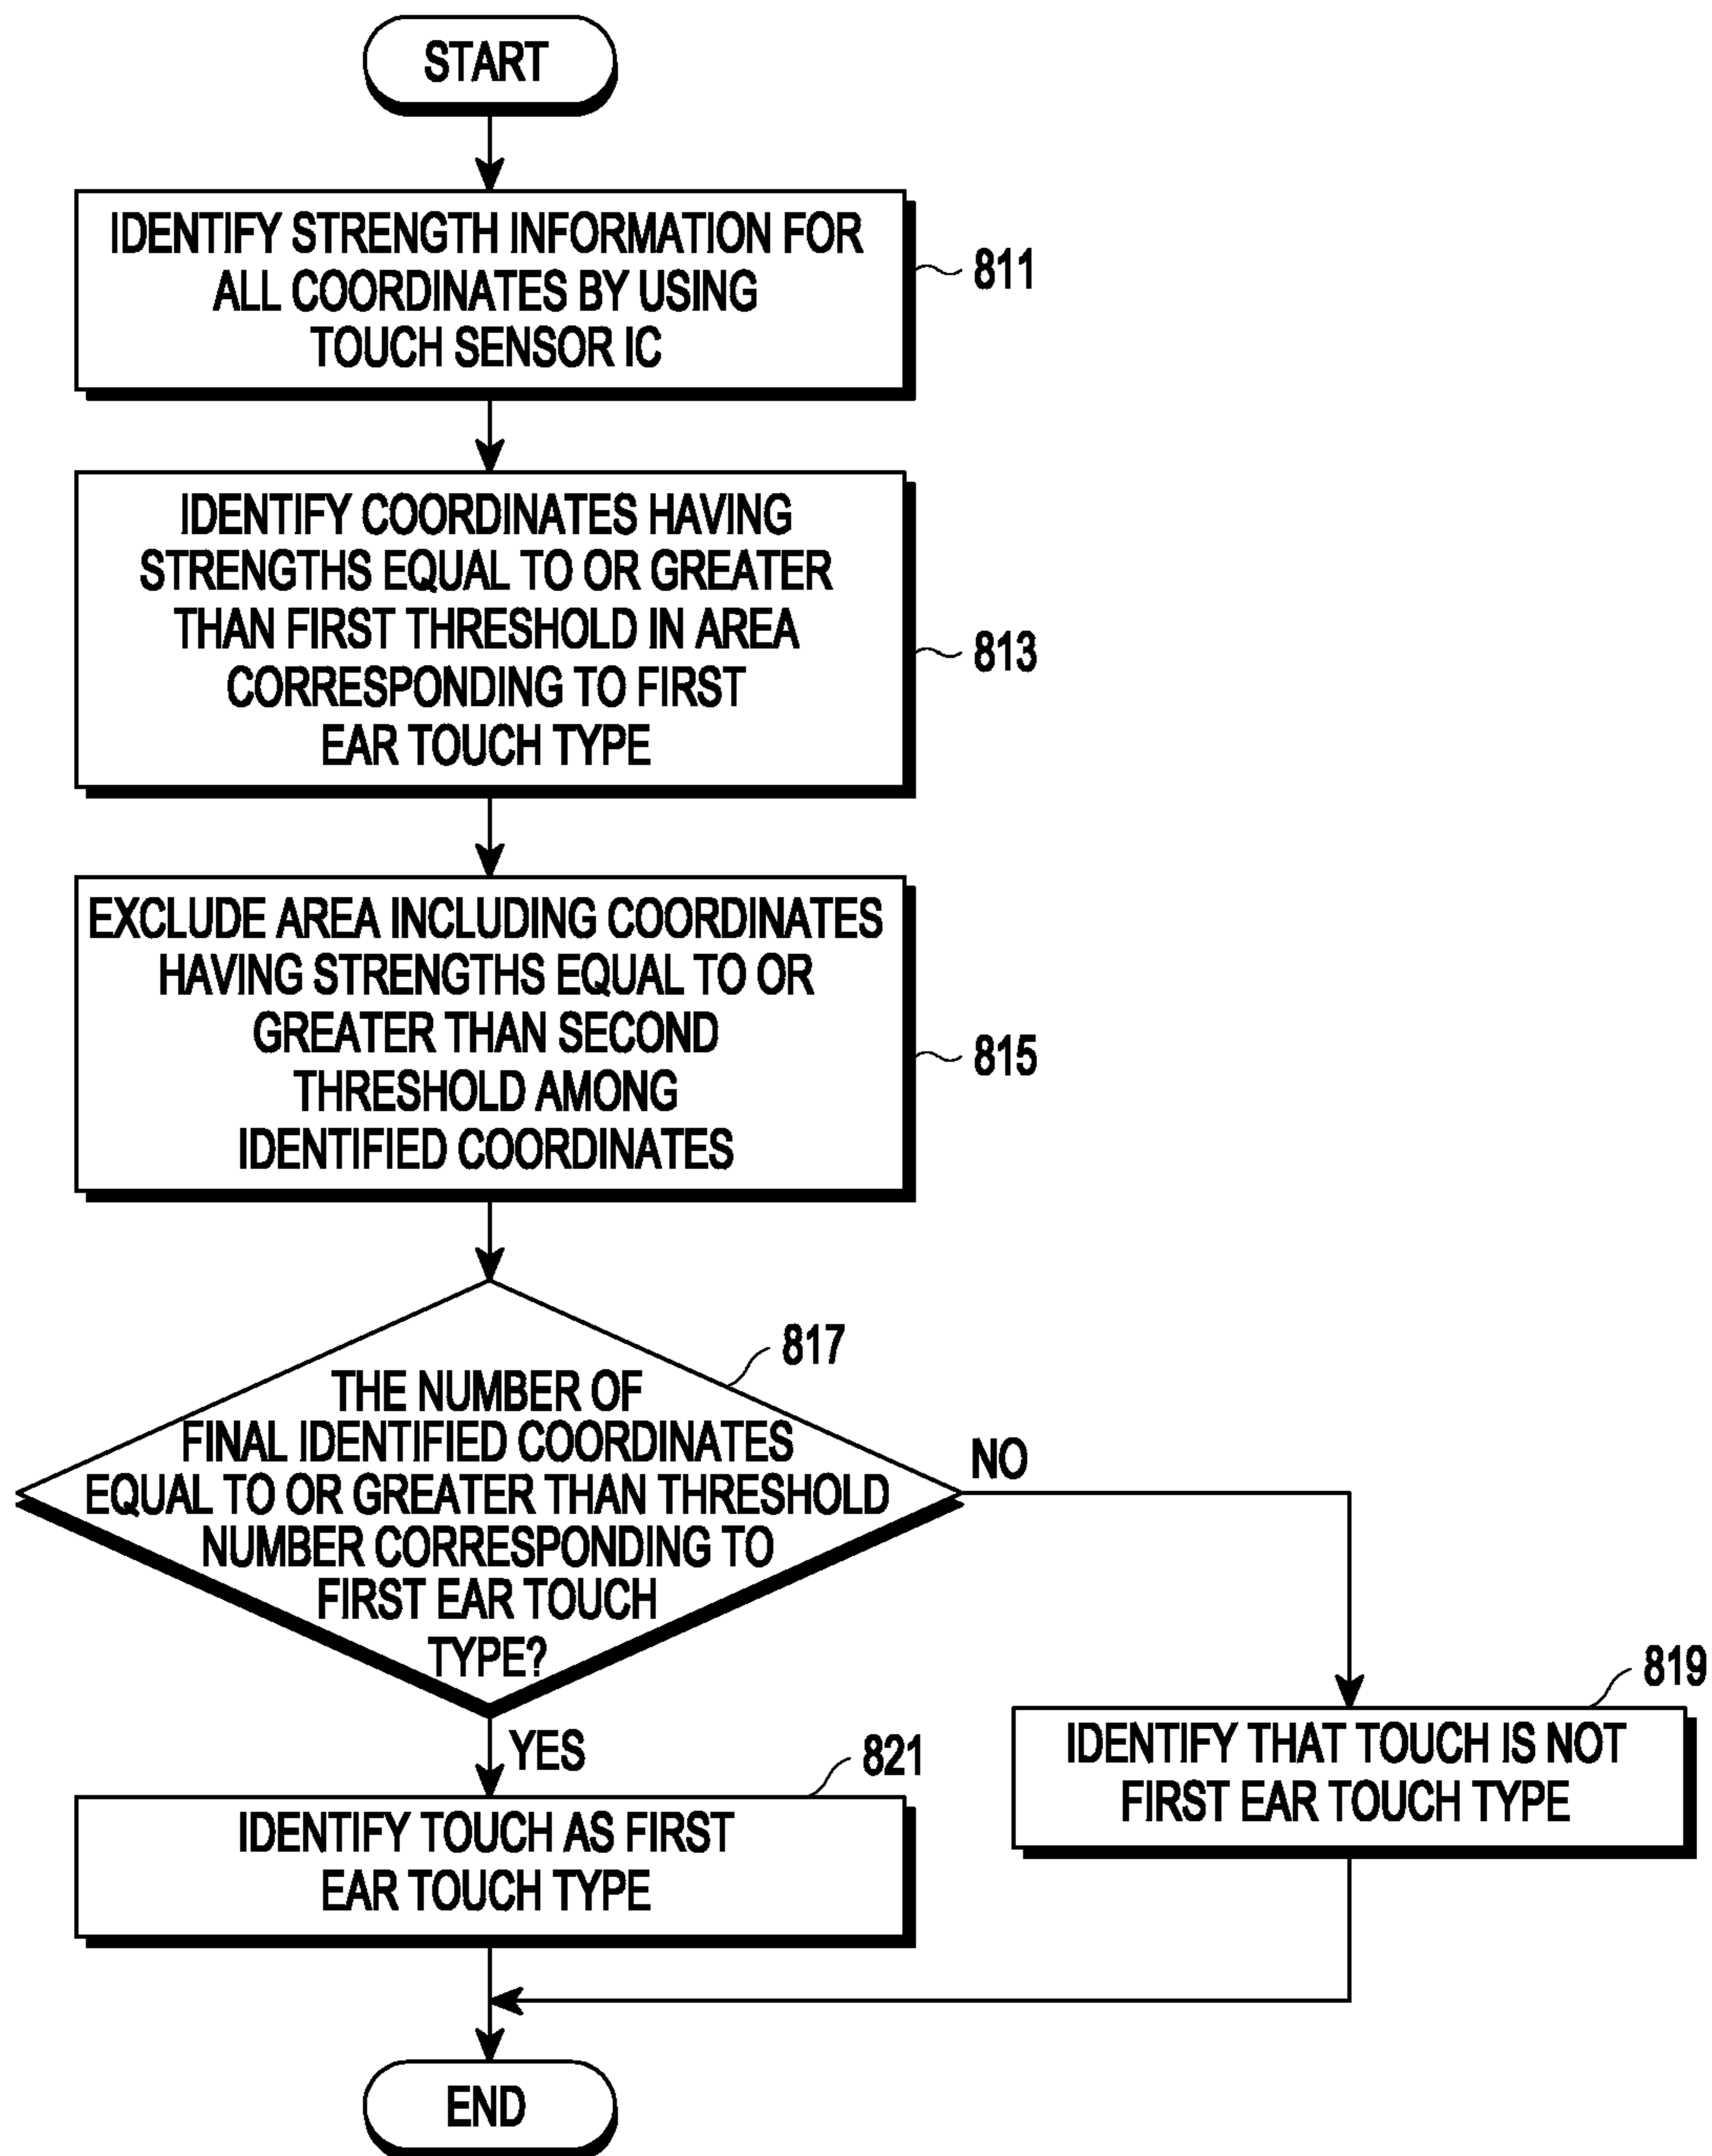 START
IDENTIFY STRENGTH INFORMATION FOR
ALL COORDINATES BY USING
TOUCH SENSOR IC
811
IDENTIFY COORDINATES HAVING
STRENGTHS EQUAL TO OR GREATER
THAN FIRST THRESHOLD IN AREA
CORRESPONDING TO FIRST
EAR TOUCH TYPE
813
EXCLUDE AREA INCLUDING COORDINATES
HAVING STRENGTHS EQUAL TO OR
GREATER THAN SECOND
THRESHOLD AMONG
IDENTIFIED COORDINATES
815
817
THE NUMBER OF
FINAL IDENTIFIED COORDINATES
EQUAL TO OR GREATER THAN THRESHOLD
NUMBER CORRESPONDING TO
FIRST EAR TOUCH
TYPE?
NO
819
IDENTIFY THAT TOUCH IS NOT
FIRST EAR TOUCH TYPE
YES
821
IDENTIFY TOUCH AS FIRST
EAR TOUCH TYPE
END